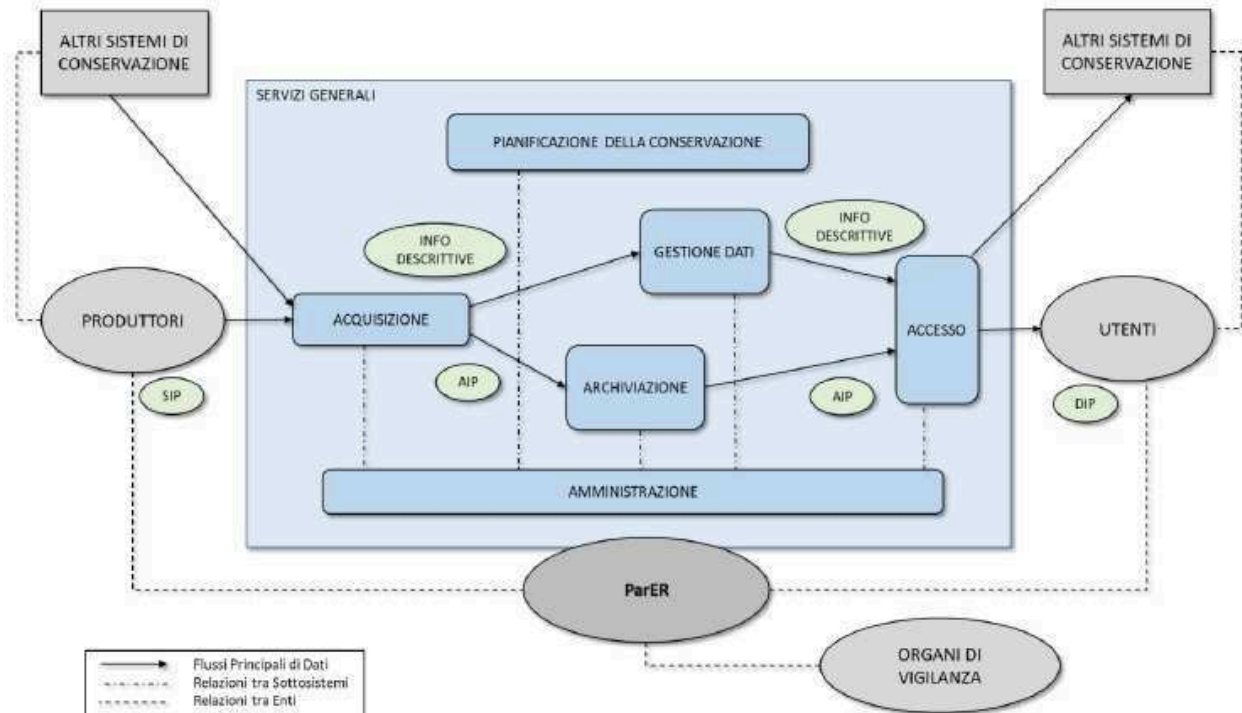 ALTRI SISTEMI DI
CONSERVAZIONE
ALTRI SISTEMI DI
CONSERVAZIONE
SERVIZI GENERALI
PIANIFICAZIONE DELLA CONSERVAZIONE
INFO
DESCRITTIVE
GESTIONE DATI
INFO
DESCRITTIVE
PRODUTTORI
ACQUISIZIONE
ACCESSO
UTENTI
SIP
AIP
ARCHIVIAZIONE
AIP
DIP
AMMINISTRAZIONE
ParER
ORGANI DI
VIGILANZA
Flussi Principali di Dati
Relazioni tra Sottosistemi
Relazioni tra Enti